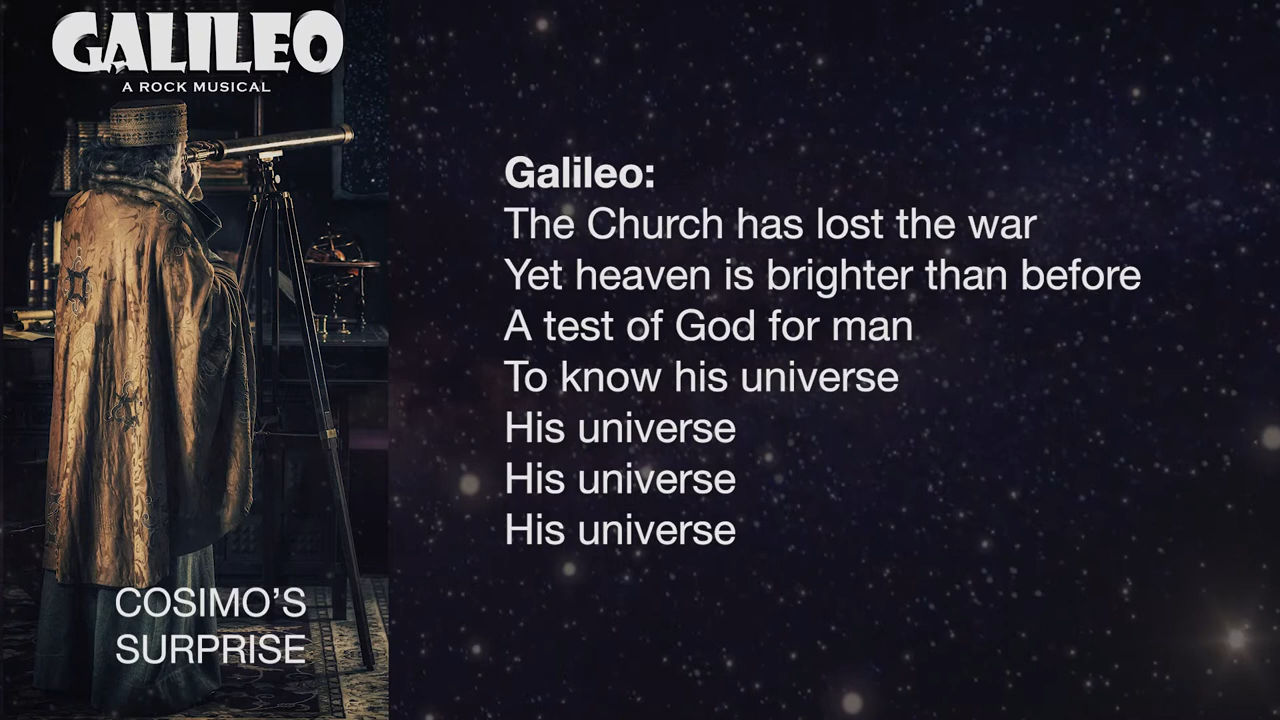 GALILEO
A ROCK MUSICAL
COSIMO'S
SURPRISE
Galileo:
The Church has lost the war
Yet heaven is brighter than before
A test of God for man
To know his universe
His universe
His universe
His universe